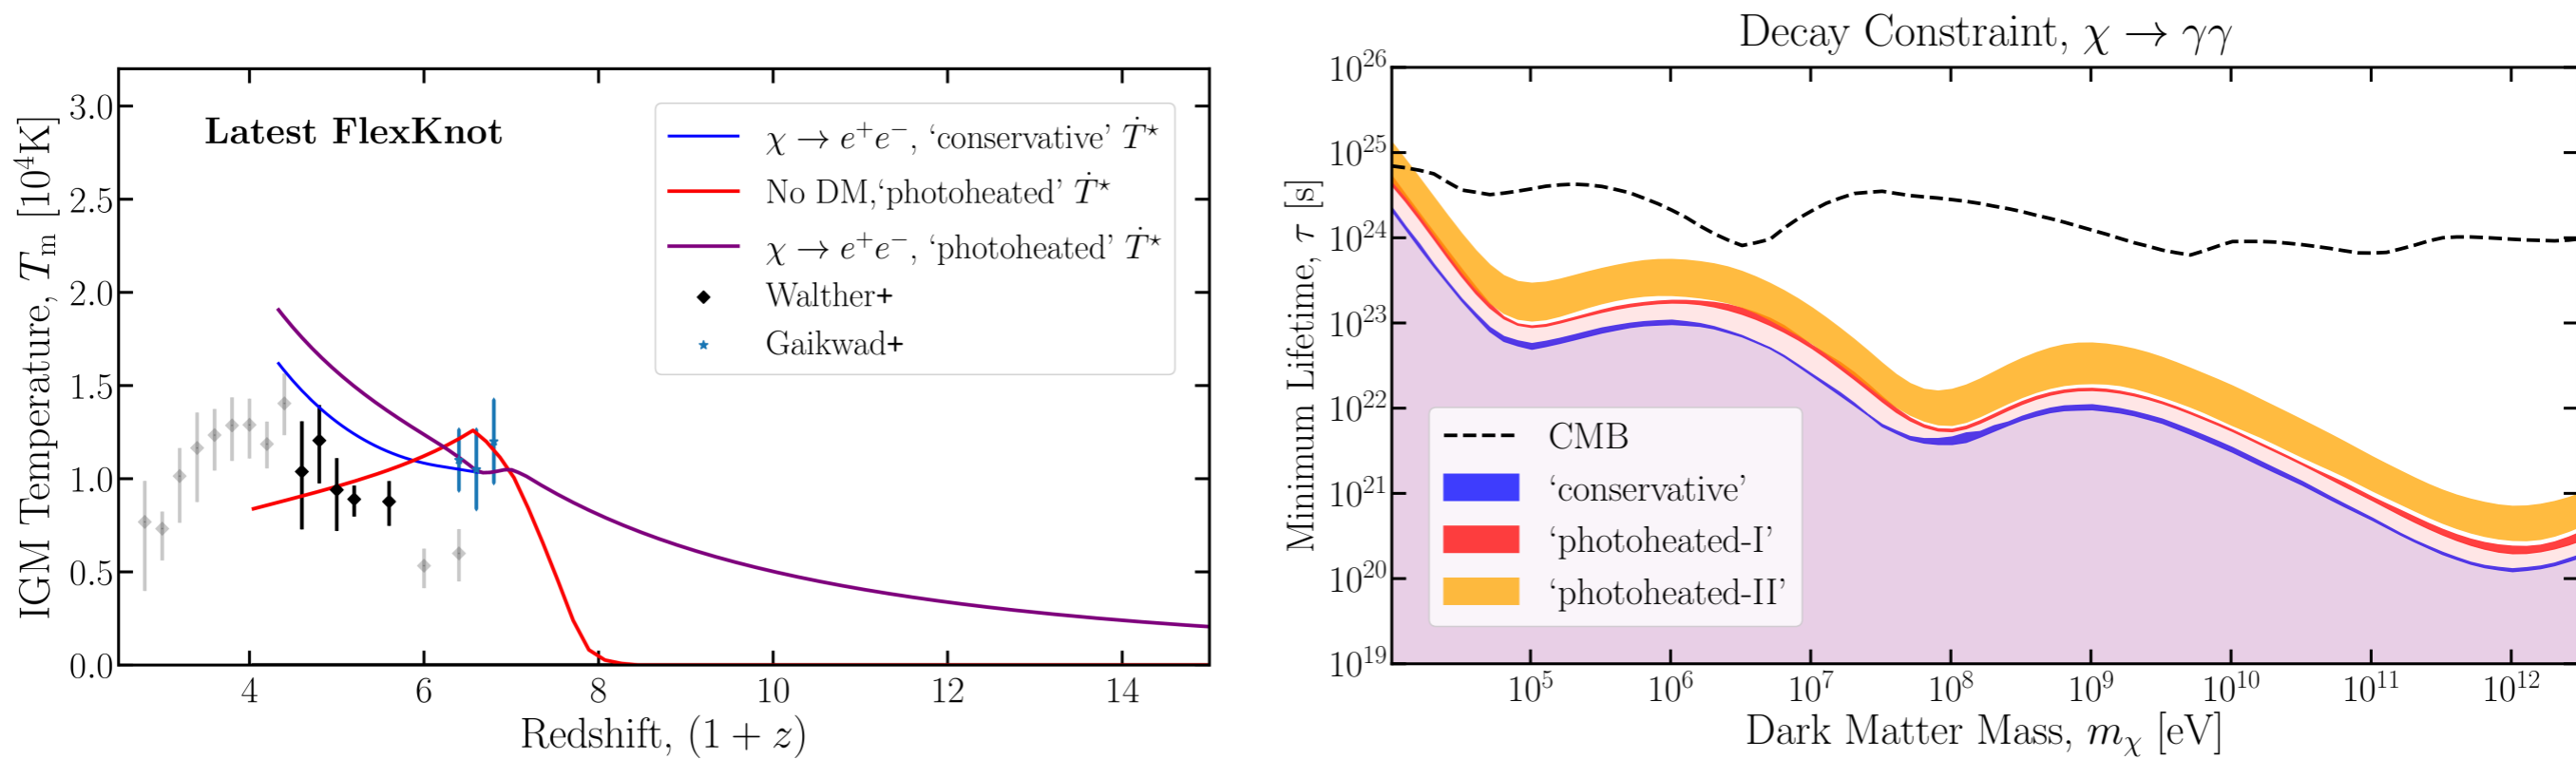 Latest FlexKnot
χ → e⁺e⁻, ‘conservative’ Ṫ⋆
No DM,‘photoheated’ Ṫ⋆
χ → e⁺e⁻, ‘photoheated’ Ṫ⋆
Walther+
Gaikwad+
IGM Temperature, Tₘ [10⁴K]
3.0
2.5
2.0
1.5
1.0
0.5
0.0
4 6 8 10 12 14
Redshift, (1 + z)
Decay Constraint, χ → γγ
Minimum Lifetime, τ [s]
10²⁶
10²⁵
10²⁴
10²³
10²²
10²¹
10²⁰
10¹⁹
CMB
‘conservative’
‘photoheated-I’
‘photoheated-II’
10⁵ 10⁶ 10⁷ 10⁸ 10⁹ 10¹⁰ 10¹¹ 10¹²
Dark Matter Mass, m_χ [eV]